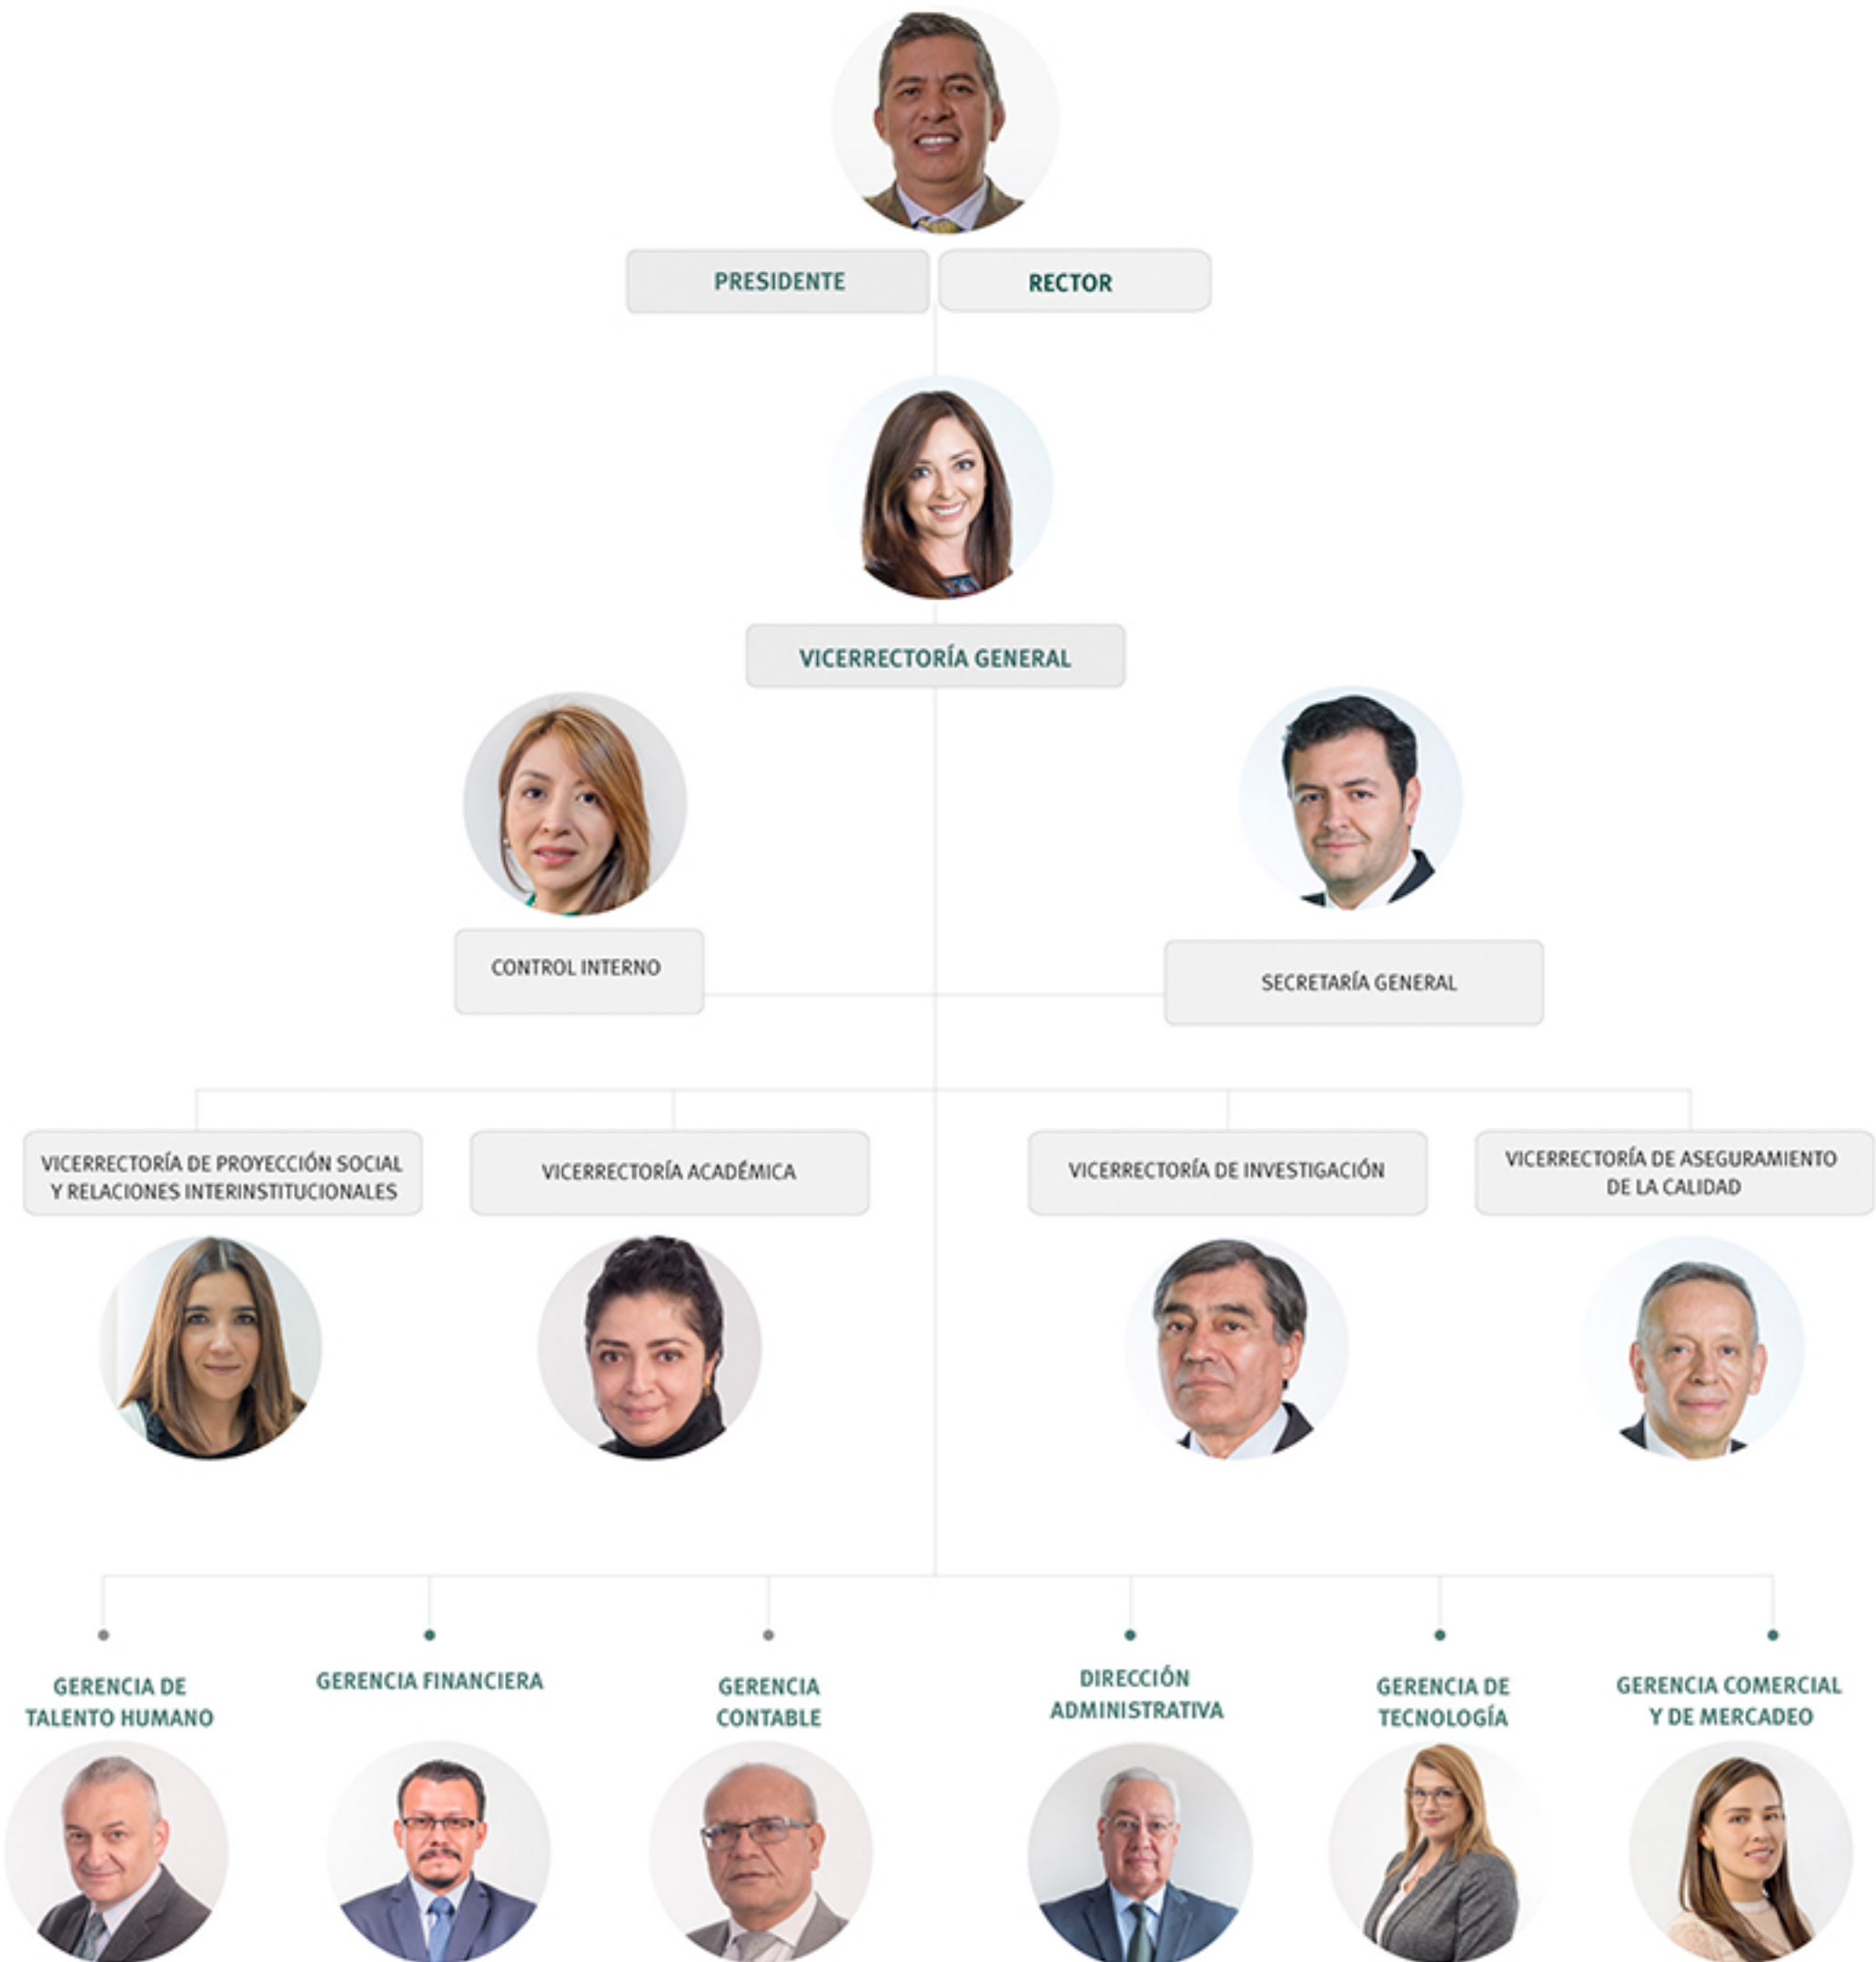 PRESIDENTE
RECTOR
VICERRECTORÍA GENERAL
CONTROL INTERNO
SECRETARÍA GENERAL
VICERRECTORÍA DE PROYECCIÓN SOCIAL
Y RELACIONES INTERINSTITUCIONALES
VICERRECTORÍA ACADÉMICA
VICERRECTORÍA DE INVESTIGACIÓN
VICERRECTORÍA DE ASEGURAMIENTO
DE LA CALIDAD
GERENCIA DE
TALENTO HUMANO
GERENCIA FINANCIERA
GERENCIA
CONTABLE
DIRECCIÓN
ADMINISTRATIVA
GERENCIA DE
TECNOLOGÍA
GERENCIA COMERCIAL
Y DE MERCADEO